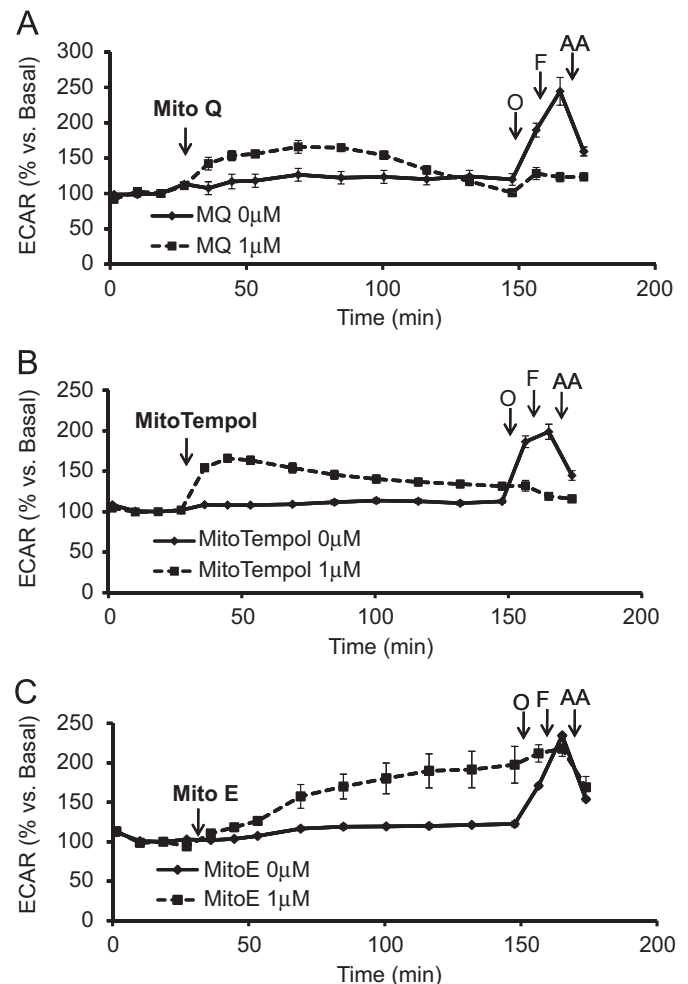 A
ECAR (% vs. Basal)
300
250
200
150
100
50
0
Mito Q
O
F
AA
MQ 0μM
MQ 1μM
0 50 100 150 200
Time (min)
B
ECAR (% vs. Basal)
250
200
150
100
50
0
MitoTempol
O
F
AA
MitoTempol 0μM
MitoTempol 1μM
0 50 100 150 200
Time (min)
C
ECAR (% vs. Basal)
250
200
150
100
50
0
Mito E
O F AA
MitoE 0μM
MitoE 1μM
0 50 100 150 200
Time (min)